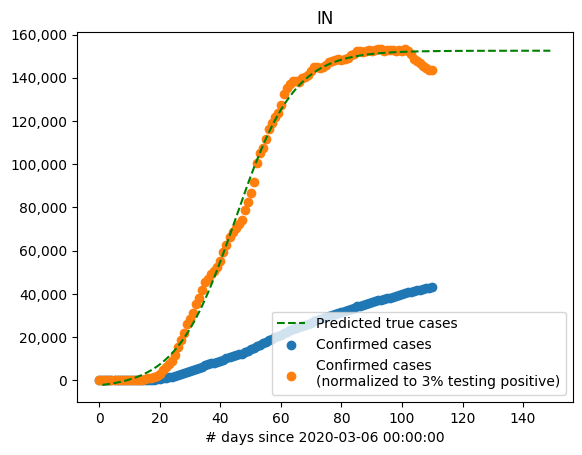 IN
160,000
140,000
120,000
100,000
80,000
60,000
40,000
20,000
0
Predicted true cases
Confirmed cases
Confirmed cases
(normalized to 3% testing positive)
0 20 40 60 80 100 120 140
# days since 2020-03-06 00:00:00